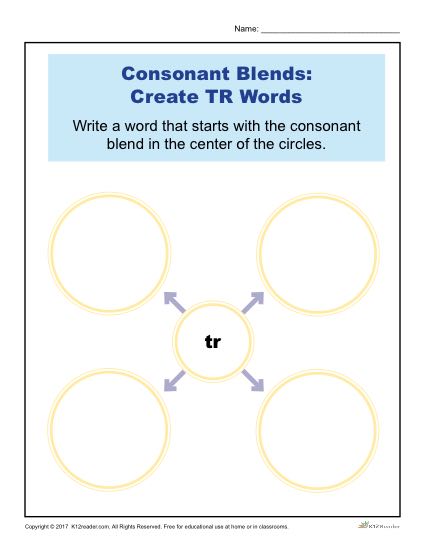 Name: ________________________________
Consonant Blends:
Create TR Words
Write a word that starts with the consonant
blend in the center of the circles.
tr
Copyright © 2017 K12reader.com. All Rights Reserved. Free for educational use at home or in classrooms.
K12Reader